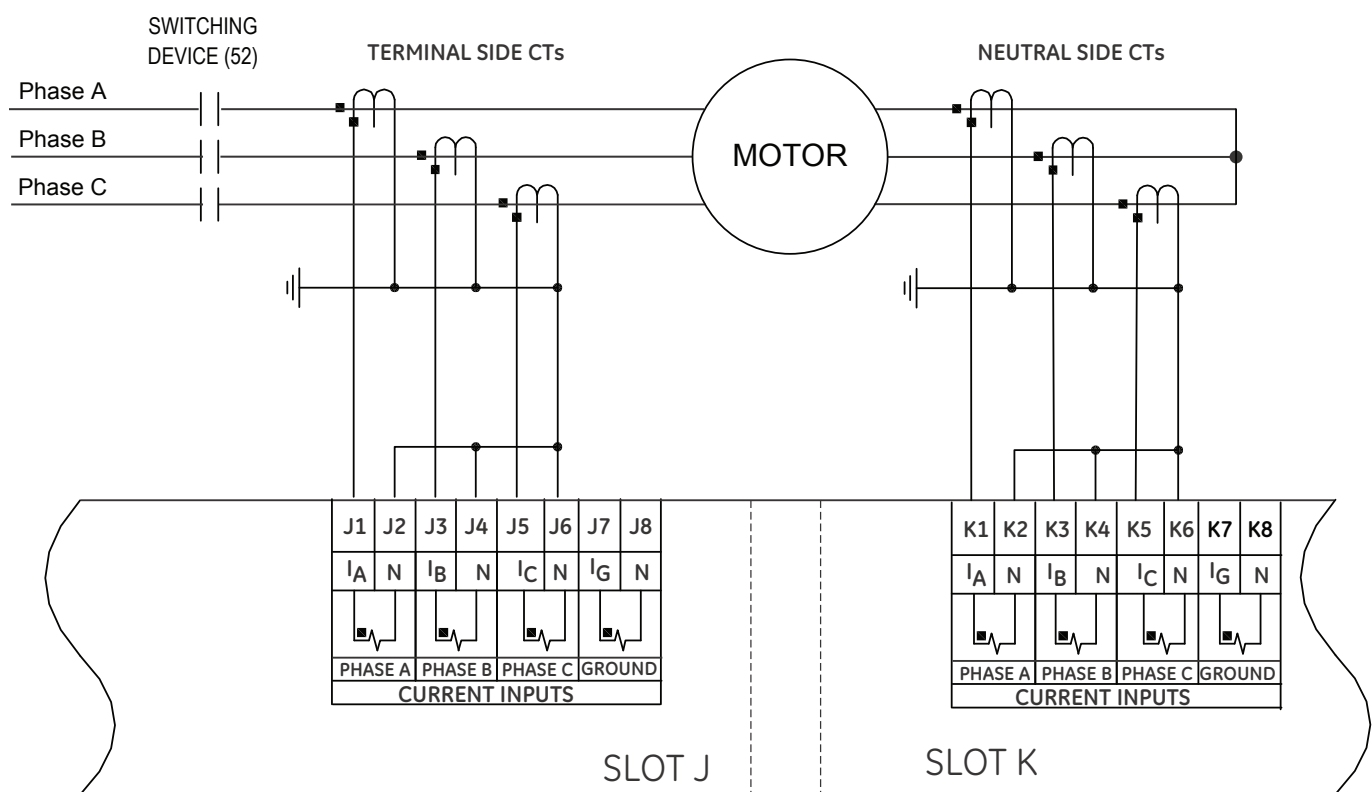 SWITCHING
DEVICE (52)
TERMINAL SIDE CTs
NEUTRAL SIDE CTs
Phase A
Phase B
Phase C
MOTOR
J1 J2 J3 J4 J5 J6 J7 J8
IA N IB N IC N IG N
PHASE A PHASE B PHASE C GROUND
CURRENT INPUTS
SLOT J
K1 K2 K3 K4 K5 K6 K7 K8
IA N IB N IC N IG N
PHASE A PHASE B PHASE C GROUND
CURRENT INPUTS
SLOT K